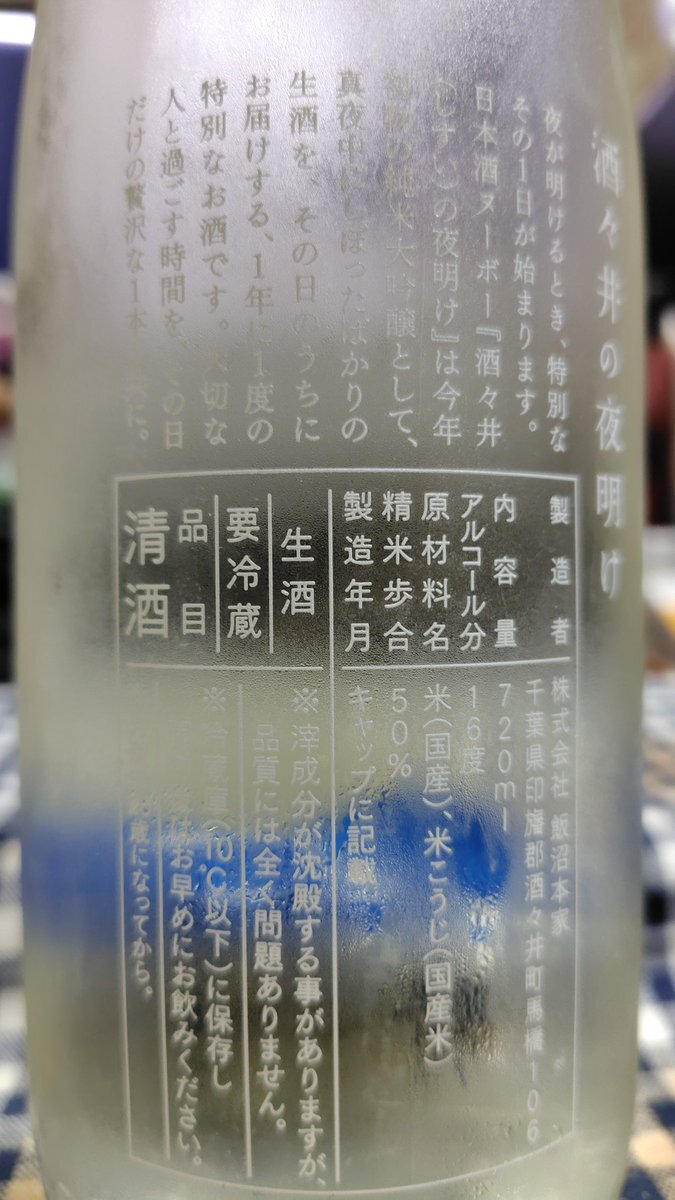 酒々井の夜明け
夜が明けるとき、特別な
その1日が始まります。
日本酒ヌーボー『酒々井
(しすい)の夜明け』は今年
の純米大吟醸として、
真夜中にしぼったばかりの
生酒を、その日のうちに
お届けする、1年に1度の
特別なお酒です。大切な
人と過ごす時間を、その日
だけの贅沢な1本と共に。
製造者 株式会社 飯沼本家
千葉県印旛郡酒々井町馬橋106
内容量 720ml
アルコール分 16度
原材料名 米(国産)、米こうじ(国産米)
精米歩合 50%
製造年月 キャップに記載
生酒 ※滓成分が沈殿する事がありますが、
品質には全く問題ありません。
要冷蔵 ※冷蔵庫(10℃以下)に保存し
はお早めにお飲みください。
品目 清酒
歳になってから。